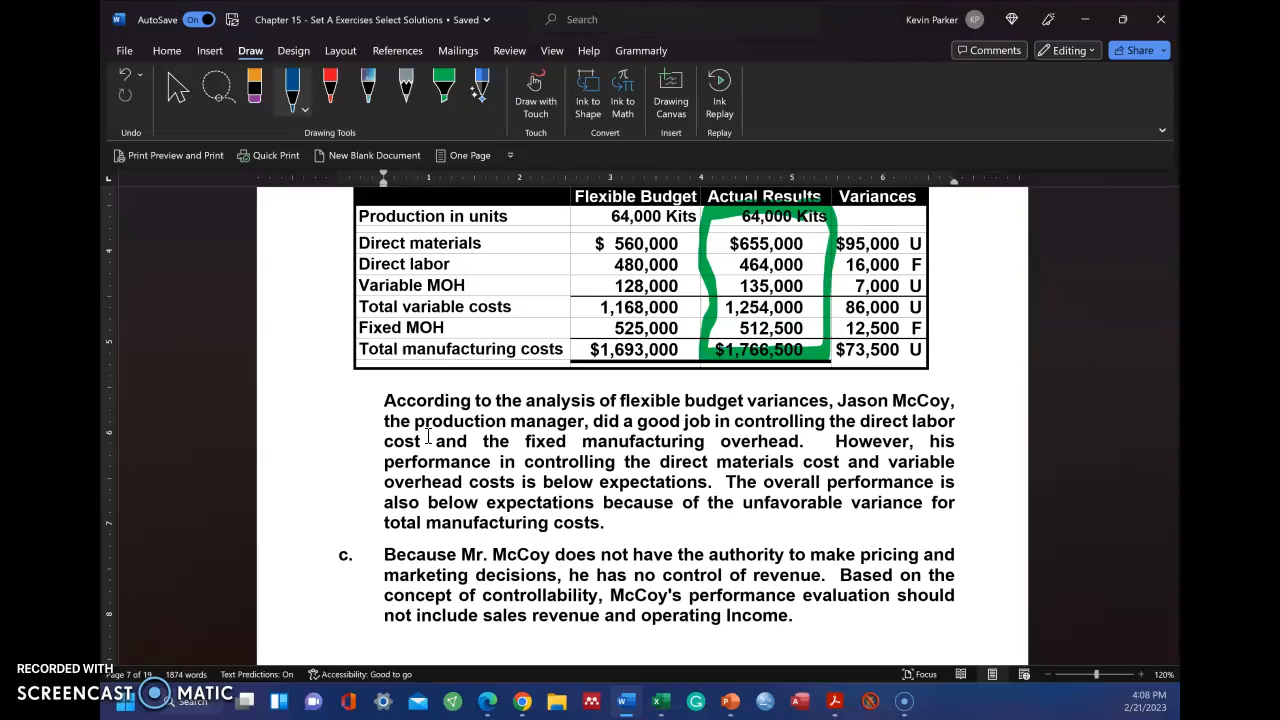 AutoSave On Chapter 15 - Set A Exercises Select Solutions • Saved Search Kevin Parker KP
File Home Insert Draw Design Layout References Mailings Review View Help Grammarly Comments Editing Share
Draw with Touch Ink to Shape Ink to Math Drawing Canvas Ink Replay
Undo Drawing Tools Touch Convert Insert Replay
Print Preview and Print Quick Print New Blank Document One Page
1 2 3 4 5 6
Flexible Budget Actual Results Variances
Production in units 64,000 Kits 64,000 Kits
Direct materials $ 560,000 $655,000 $95,000 U
Direct labor 480,000 464,000 16,000 F
Variable MOH 128,000 135,000 7,000 U
Total variable costs 1,168,000 1,254,000 86,000 U
Fixed MOH 525,000 512,500 12,500 F
Total manufacturing costs $1,693,000 $1,766,500 $73,500 U
According to the analysis of flexible budget variances, Jason McCoy,
the production manager, did a good job in controlling the direct labor
cost and the fixed manufacturing overhead. However, his
performance in controlling the direct materials cost and variable
overhead costs is below expectations. The overall performance is
also below expectations because of the unfavorable variance for
total manufacturing costs.
c. Because Mr. McCoy does not have the authority to make pricing and
marketing decisions, he has no control of revenue. Based on the
concept of controllability, McCoy's performance evaluation should
not include sales revenue and operating Income.
RECORDED WITH
SCREENCAST MATIC
Page 7 of 19 1874 words Text Predictions: On Accessibility: Good to go Focus 120%
Search
4:08 PM
2/21/2023